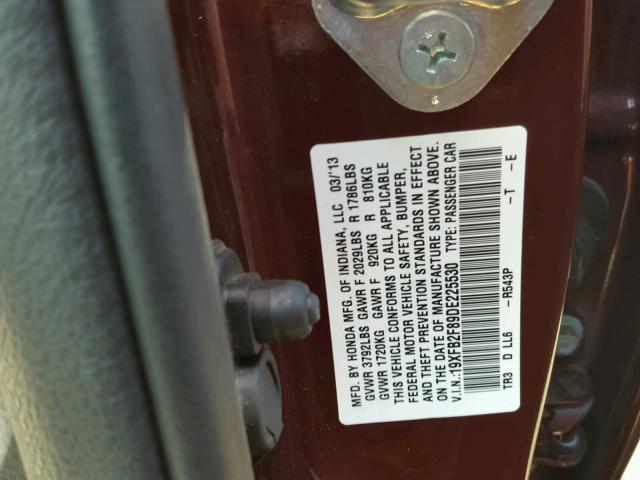 MFD. BY HONDA MFG. OF INDIANA, LLC 03/'13
GVWR 3792LBS GAWR F 2029LBS R 1786LBS
GVWR 1720KG GAWR F 920KG R 810KG
THIS VEHICLE CONFORMS TO ALL APPLICABLE
FEDERAL MOTOR VEHICLE SAFETY, BUMPER,
AND THEFT PREVENTION STANDARDS IN EFFECT
ON THE DATE OF MANUFACTURE SHOWN ABOVE.
V.I.N.:19XFB2F89DE225530 TYPE: PASSENGER CAR
TR3 D LL6 -R543P -T -E